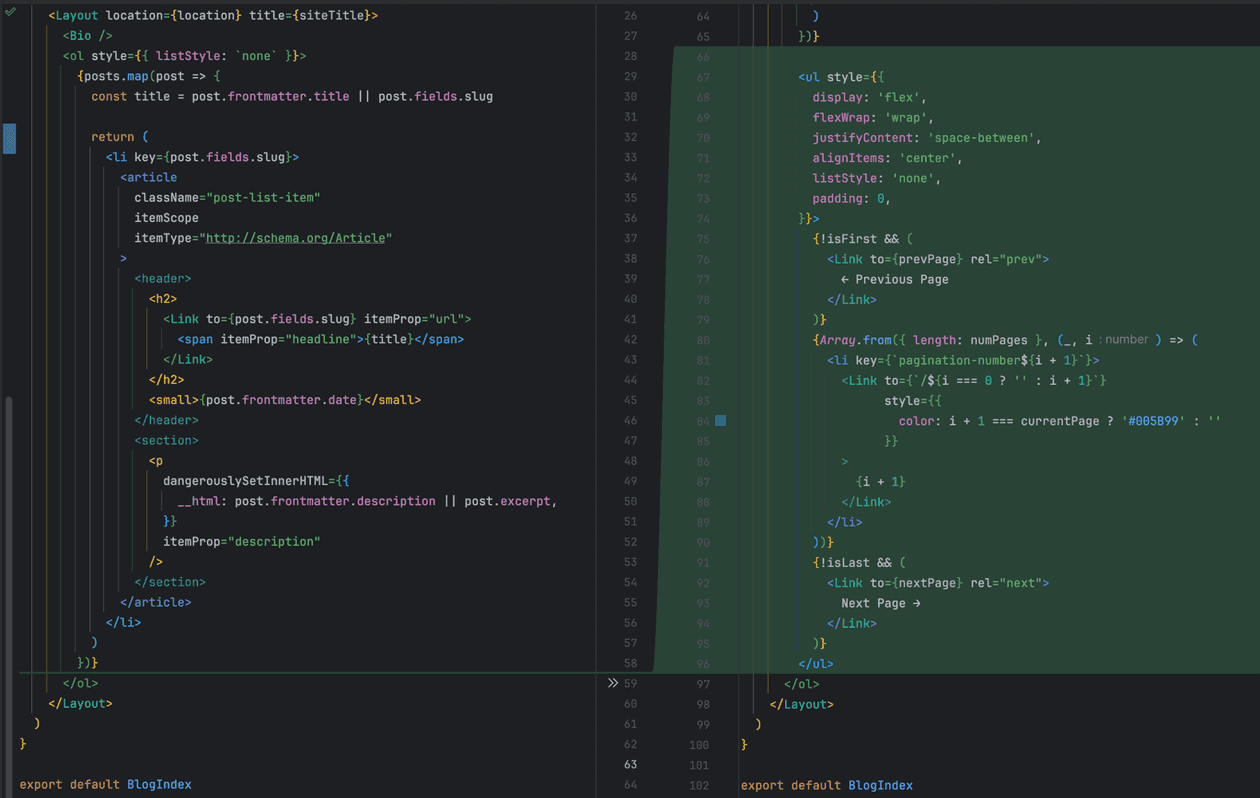 <Layout location={location} title={siteTitle}>
<Bio />
<ol style={{ listStyle: `none` }}>
{posts.map(post => {
const title = post.frontmatter.title || post.fields.slug
return (
<li key={post.fields.slug}>
<article
className="post-list-item"
itemScope
itemType="http://schema.org/Article"
>
<header>
<h2>
<Link to={post.fields.slug} itemProp="url">
<span itemProp="headline">{title}</span>
</Link>
</h2>
<small>{post.frontmatter.date}</small>
</header>
<section>
<p
dangerouslySetInnerHTML={{
__html: post.frontmatter.description || post.excerpt,
}}
itemProp="description"
/>
</section>
</article>
</li>
)
})}
</ol>
</Layout>
)
}
export default BlogIndex
26
27
28
29
30
31
32
33
34
35
36
37
38
39
40
41
42
43
44
45
46
47
48
49
50
51
52
53
54
55
56
57
58
59
60
61
62
63
64
64 )
65 })}
66
67 <ul style={{
68 display: 'flex',
69 flexWrap: 'wrap',
70 justifyContent: 'space-between',
71 alignItems: 'center',
72 listStyle: 'none',
73 padding: 0,
74 }}>
75 {!isFirst && (
76 <Link to={prevPage} rel="prev">
77 ← Previous Page
78 </Link>
79 )}
80 {Array.from({ length: numPages }, (_, i : number ) => (
81 <li key={`pagination-number${i + 1}`}>
82 <Link to={`/${i === 0 ? '' : i + 1}`}
83 style={{
84 color: i + 1 === currentPage ? '#005B99' : ''
85 }}
86 >
87 {i + 1}
88 </Link>
89 </li>
90 ))}
91 {!isLast && (
92 <Link to={nextPage} rel="next">
93 Next Page →
94 </Link>
95 )}
96 </ul>
97 </ol>
98 </Layout>
99 )
100 }
101
102 export default BlogIndex